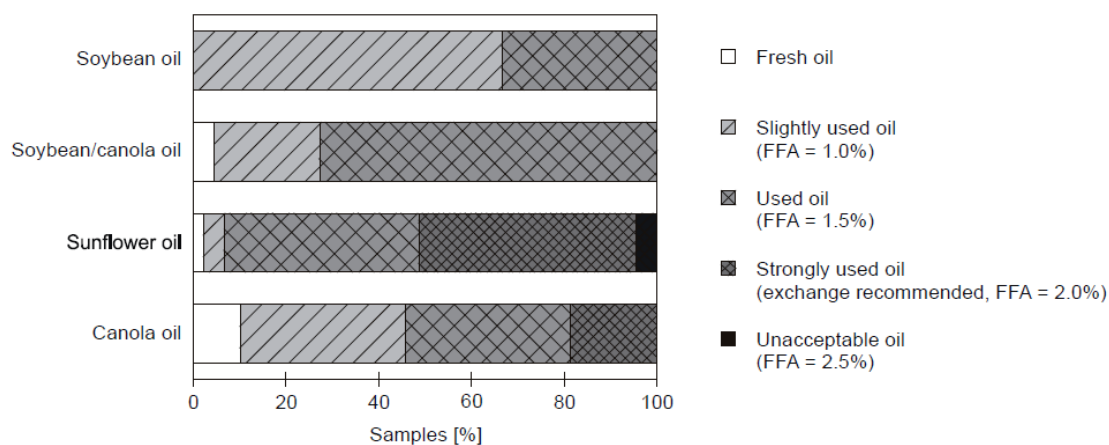 Soybean oil
Soybean/canola oil
Sunflower oil
Canola oil
0 20 40 60 80 100
Samples [%]
Fresh oil
Slightly used oil
(FFA = 1.0%)
Used oil
(FFA = 1.5%)
Strongly used oil
(exchange recommended, FFA = 2.0%)
Unacceptable oil
(FFA = 2.5%)